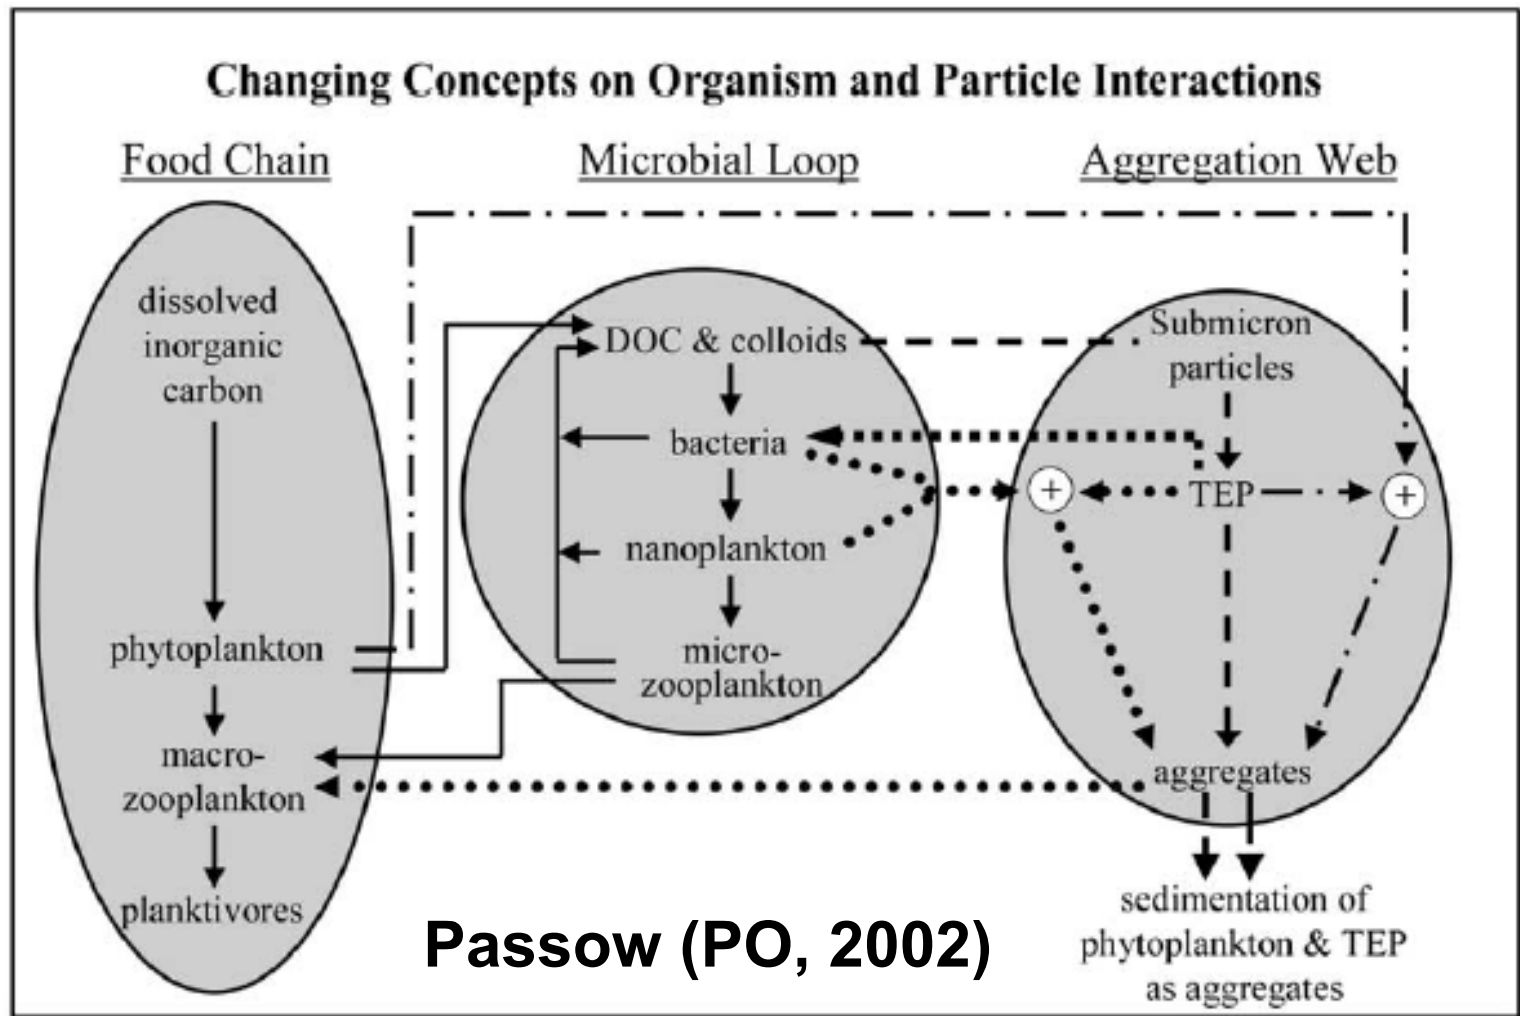 Changing Concepts on Organism and Particle Interactions
Food Chain
Microbial Loop
Aggregation Web
dissolved
inorganic
carbon
phytoplankton
macro-
zooplankton
planktivores
DOC & colloids
bacteria
nanoplankton
micro-
zooplankton
Submicron
particles
+
TEP
+
aggregates
sedimentation of
phytoplankton & TEP
as aggregates
Passow (PO, 2002)